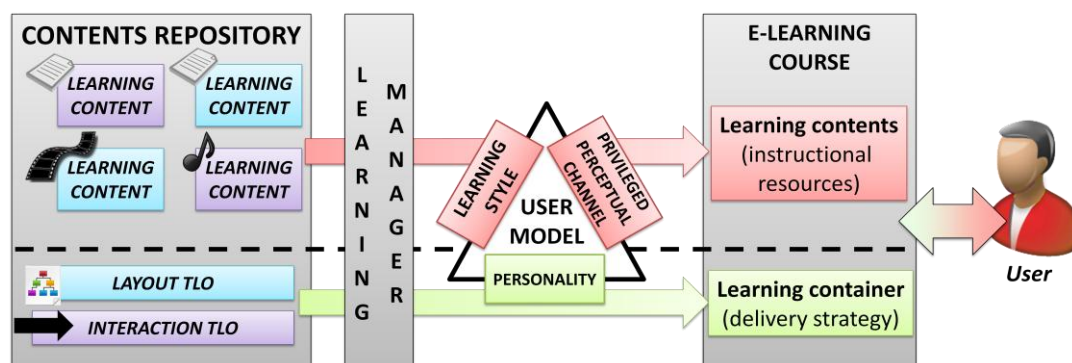 CONTENTS REPOSITORY
LEARNING
CONTENT
LEARNING
CONTENT
LEARNING
CONTENT
LEARNING
CONTENT
LAYOUT TLO
INTERACTION TLO
LEARNING
MANAGER
LEARNING
STYLE
PRIVILEGED
PERCEPTUAL
CHANNEL
USER
MODEL
PERSONALITY
E-LEARNING
COURSE
Learning contents
(instructional
resources)
Learning container
(delivery strategy)
User